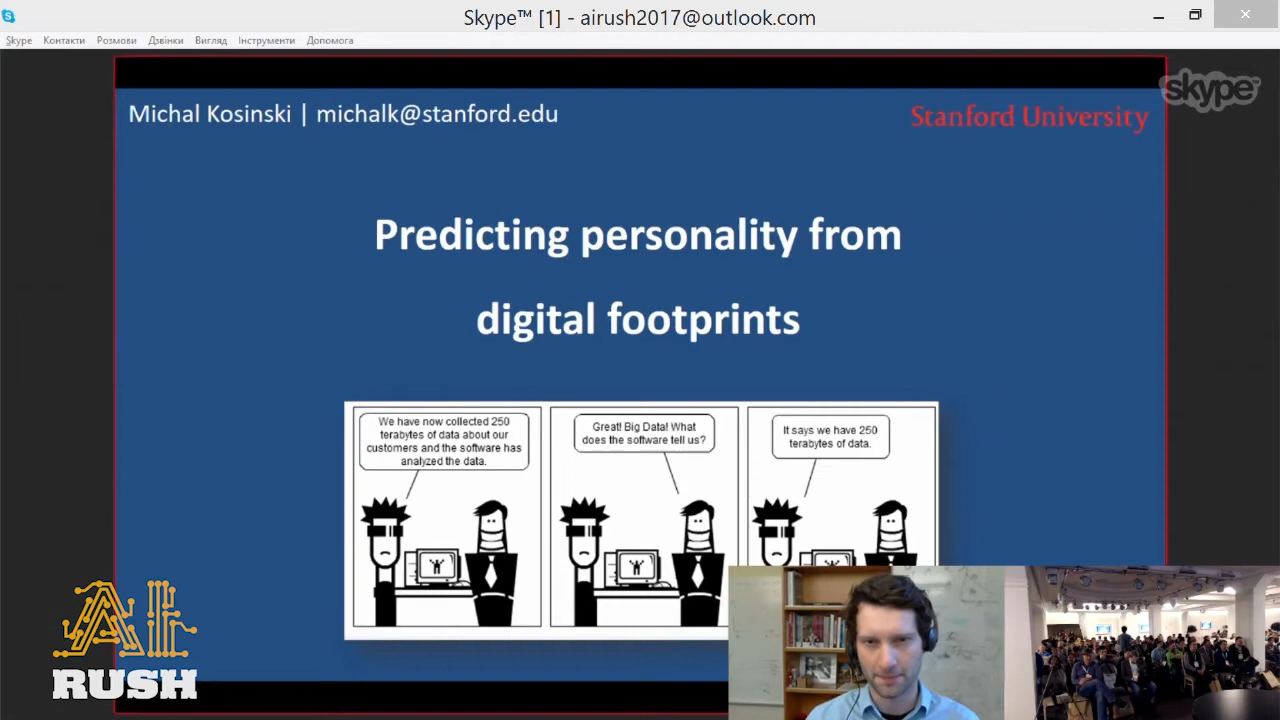 Skype™ [1] - airush2017@outlook.com
Skype Контакти Розмови Дзвінки Вигляд Інструменти Допомога
skype™
Michal Kosinski | michalk@stanford.edu
Stanford University
Predicting personality from
digital footprints
We have now collected 250
terabytes of data about our
customers and the software has
analyzed the data.
Great! Big Data! What
does the software tell us?
It says we have 250
terabytes of data.
AI
RUSH